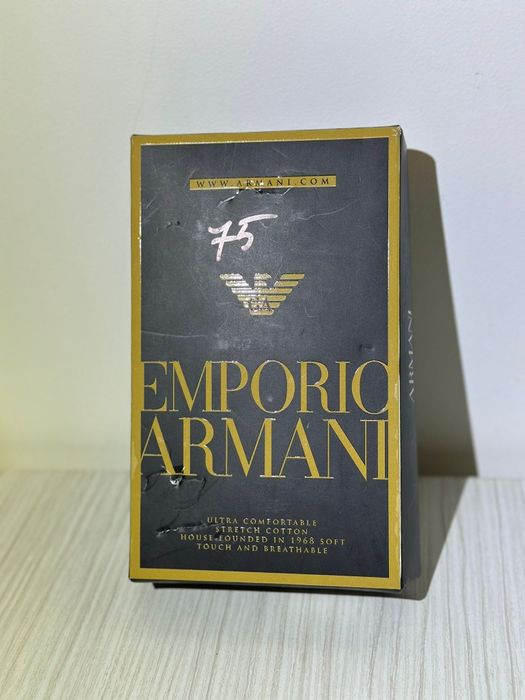 WWW.ARMANI.COM
75
EMPORIO
ARMANI
ULTRA COMFORTABLE
STRETCH COTTON
HOUSE FOUNDED IN 1968 SOFT
TOUCH AND BREATHABLE
ARMANI